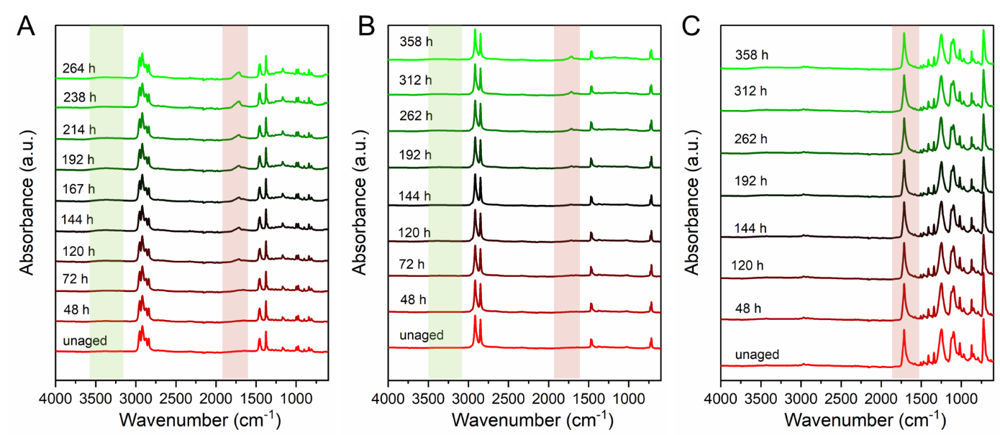 A
Absorbance (a.u.)
264 h
238 h
214 h
192 h
167 h
144 h
120 h
72 h
48 h
unaged
4000 3000 2500 2000 1500 1000
Wavenumber (cm⁻¹)
B
Absorbance (a.u.)
358 h
312 h
262 h
192 h
144 h
120 h
72 h
48 h
unaged
4000 3000 2500 2000 1500 1000
Wavenumber (cm⁻¹)
C
Absorbance (a.u.)
358 h
312 h
262 h
192 h
144 h
120 h
48 h
unaged
4000 3000 2500 2000 1500 1000
Wavenumber (cm⁻¹)